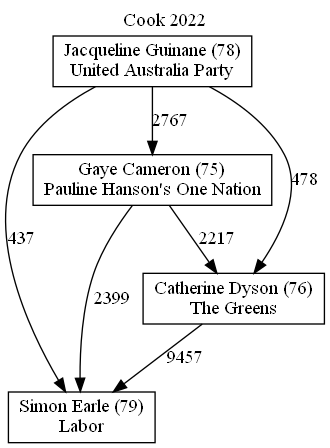 Cook 2022
Jacqueline Guinane (78)
United Australia Party
2767
Gaye Cameron (75)
Pauline Hanson's One Nation
478
437
2399
2217
Catherine Dyson (76)
The Greens
9457
Simon Earle (79)
Labor